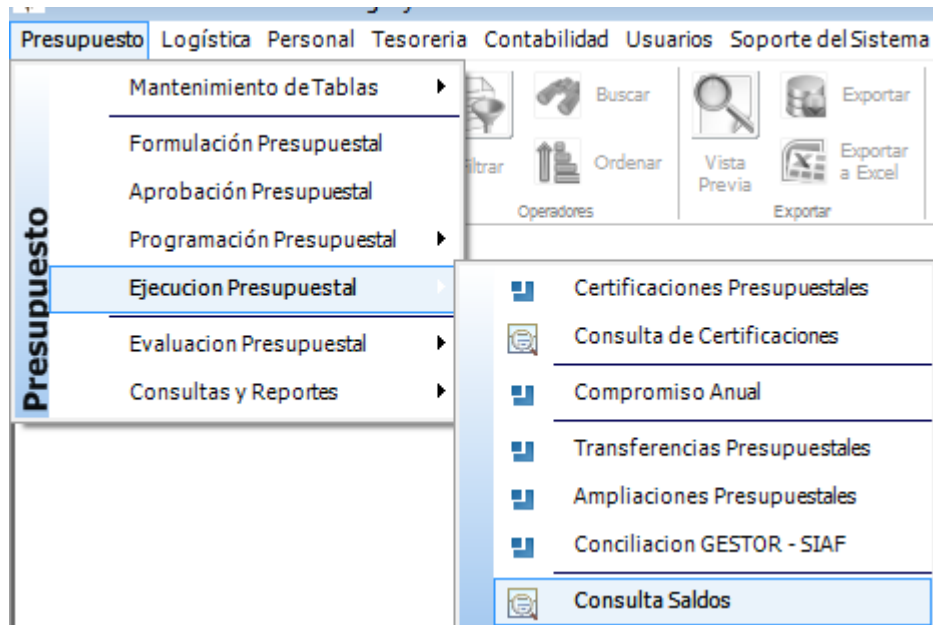 Presupuesto Logística Personal Tesoreria Contabilidad Usuarios Soporte del Sistema
Presupuesto
Mantenimiento de Tablas
Formulación Presupuestal
Aprobación Presupuestal
Programación Presupuestal
Ejecucion Presupuestal
Evaluacion Presupuestal
Consultas y Reportes
Buscar
Ordenar
Operadores
Vista
Previa
Exportar
Exportar
a Excel
Exportar
Certificaciones Presupuestales
Consulta de Certificaciones
Compromiso Anual
Transferencias Presupuestales
Ampliaciones Presupuestales
Conciliacion GESTOR - SIAF
Consulta Saldos